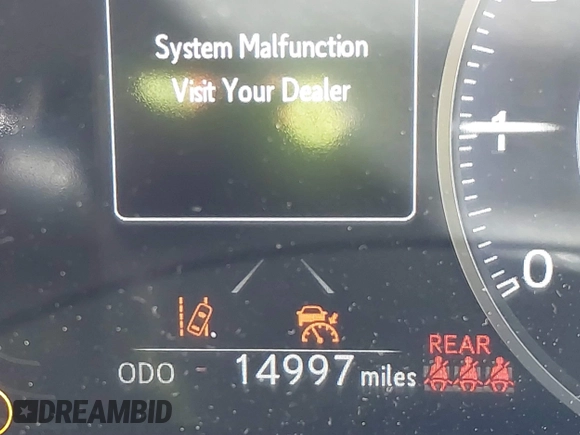 System Malfunction
Visit Your Dealer
1
0
REAR
ODO - 14997 miles
DREAMBID